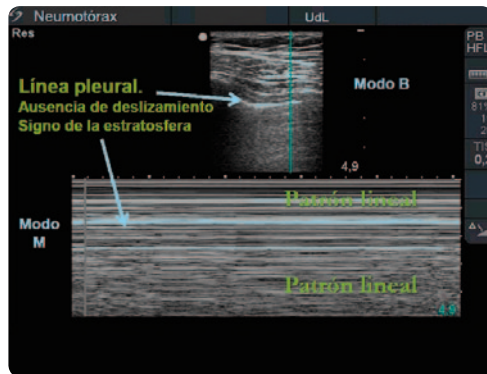 Neumotórax
UdL
Res
PB
HFL
Línea pleural.
Ausencia de deslizamiento
Signo de la estratosfera
Modo B
4,9
Patrón lineal
Modo
M
Patrón lineal
4.9